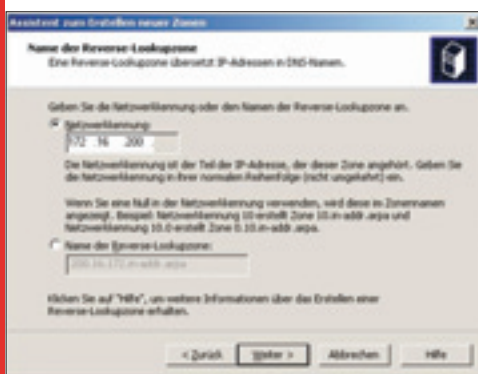 Assistent zum Erstellen neuer Zonen
Name der Reverse-Lookupzone
Eine Reverse-Lookupzone übersetzt IP-Adressen in DNS-Namen.
Geben Sie die Netzwerkkennung oder den Namen der Reverse-Lookupzone an.
Netzwerkkennung:
172 .16 .200 .
Die Netzwerkkennung ist der Teil der IP-Adresse, der dieser Zone angehört. Geben Sie
die Netzwerkkennung in ihrer normalen Reihenfolge (nicht umgekehrt) ein.
Wenn Sie eine Null in der Netzwerkkennung verwenden, wird diese im Zonennamen
angezeigt. Beispiel: Netzwerkkennung 10 erstellt Zone 10.in-addr.arpa und
Netzwerkkennung 10.0 erstellt Zone 0.10.in-addr.arpa.
Name der Reverse-Lookupzone:
200.16.172.in-addr.arpa
Klicken Sie auf "Hilfe", um weitere Informationen über das Erstellen einer
Reverse-Lookupzone erhalten.
< Zurück Weiter > Abbrechen Hilfe